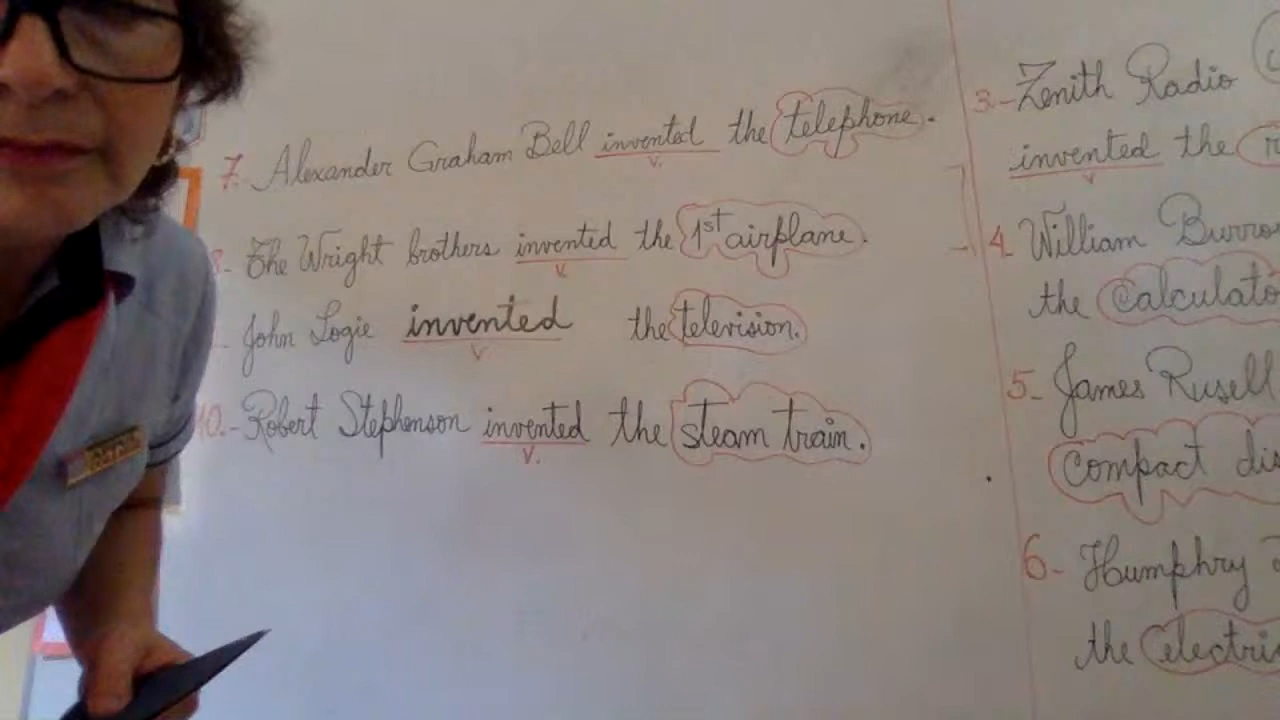 7. Alexander Graham Bell invented the telephone.
v.
8.- The Wright brothers invented the 1st airplane.
v.
John Logie invented the television.
v
10.- Robert Stephenson invented the steam train.
v.
3.- Zenith Radio
invented the
v
4. William
the Calculato
5- James Rusell
Compact
6- Humphry
the